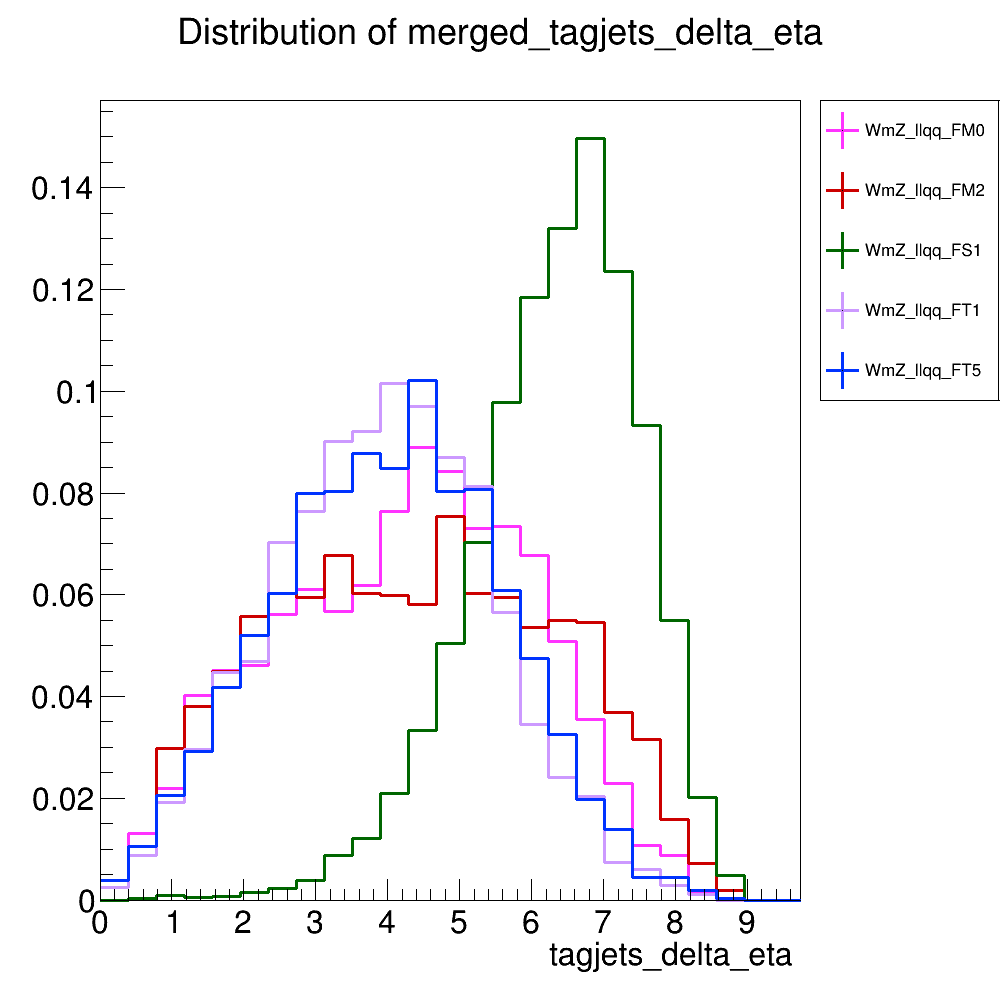 Distribution of merged_tagjets_delta_eta
WmZ_llqq_FM0
WmZ_llqq_FM2
WmZ_llqq_FS1
WmZ_llqq_FT1
WmZ_llqq_FT5
0.14
0.12
0.1
0.08
0.06
0.04
0.02
0
0 1 2 3 4 5 6 7 8 9
tagjets_delta_eta